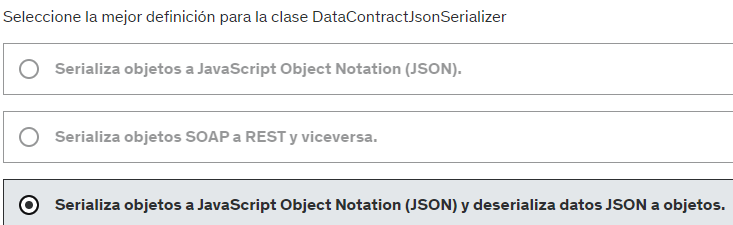 Seleccione la mejor definición para la clase DataContractJsonSerializer
Serializa objetos a JavaScript Object Notation (JSON).
Serializa objetos SOAP a REST y viceversa.
Serializa objetos a JavaScript Object Notation (JSON) y deserializa datos JSON a objetos.